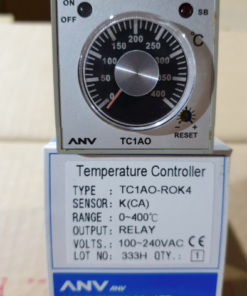 ON
OFF
SB
°C
0
50
100
150
200
250
300
350
400
- +
RESET
ANV
TC1AO
Temperature Controller
TYPE : TC1AO-ROK4
SENSOR: K(CA)
RANGE : 0~400℃
OUTPUT: RELAY
VOLTS.: 100~240VAC CE
LOT NO: 333H QTY.: 1
ANV ANV